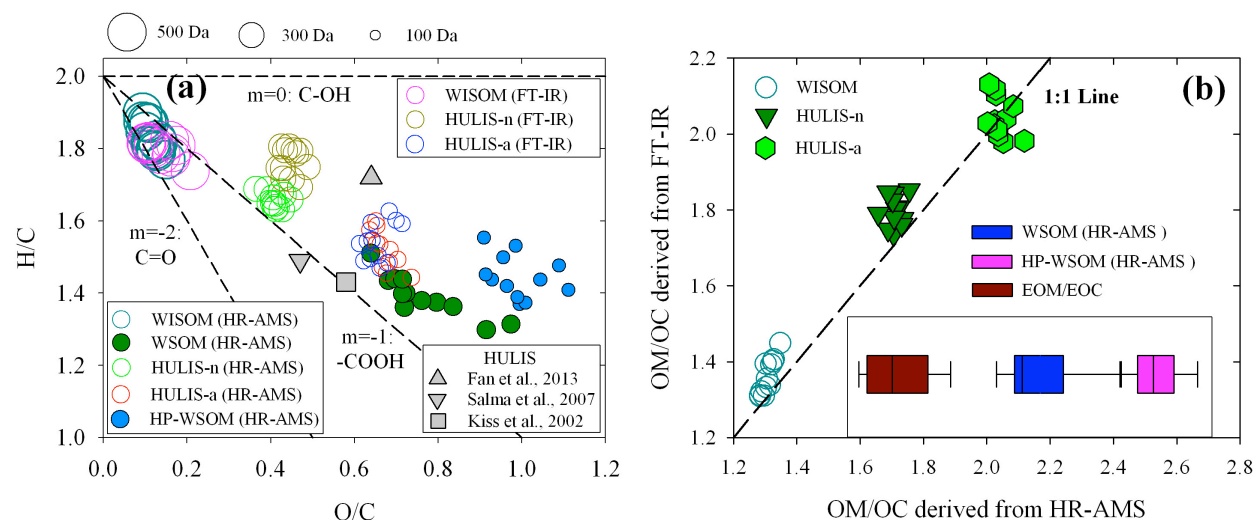 500 Da
300 Da
100 Da
(a)
m=0: C-OH
WISOM (FT-IR)
HULIS-n (FT-IR)
HULIS-a (FT-IR)
m=-2:
C=O
m=-1:
-COOH
WISOM (HR-AMS)
WSOM (HR-AMS)
HULIS-n (HR-AMS)
HULIS-a (HR-AMS)
HP-WSOM (HR-AMS)
HULIS
Fan et al., 2013
Salma et al., 2007
Kiss et al., 2002
H/C
2.0
1.8
1.6
1.4
1.2
1.0
0.0 0.2 0.4 0.6 0.8 1.0 1.2
O/C
(b)
WISOM
HULIS-n
HULIS-a
1:1 Line
WSOM (HR-AMS )
HP-WSOM (HR-AMS )
EOM/EOC
OM/OC derived from FT-IR
2.2
2.0
1.8
1.6
1.4
1.2
1.2 1.4 1.6 1.8 2.0 2.2 2.4 2.6 2.8
OM/OC derived from HR-AMS